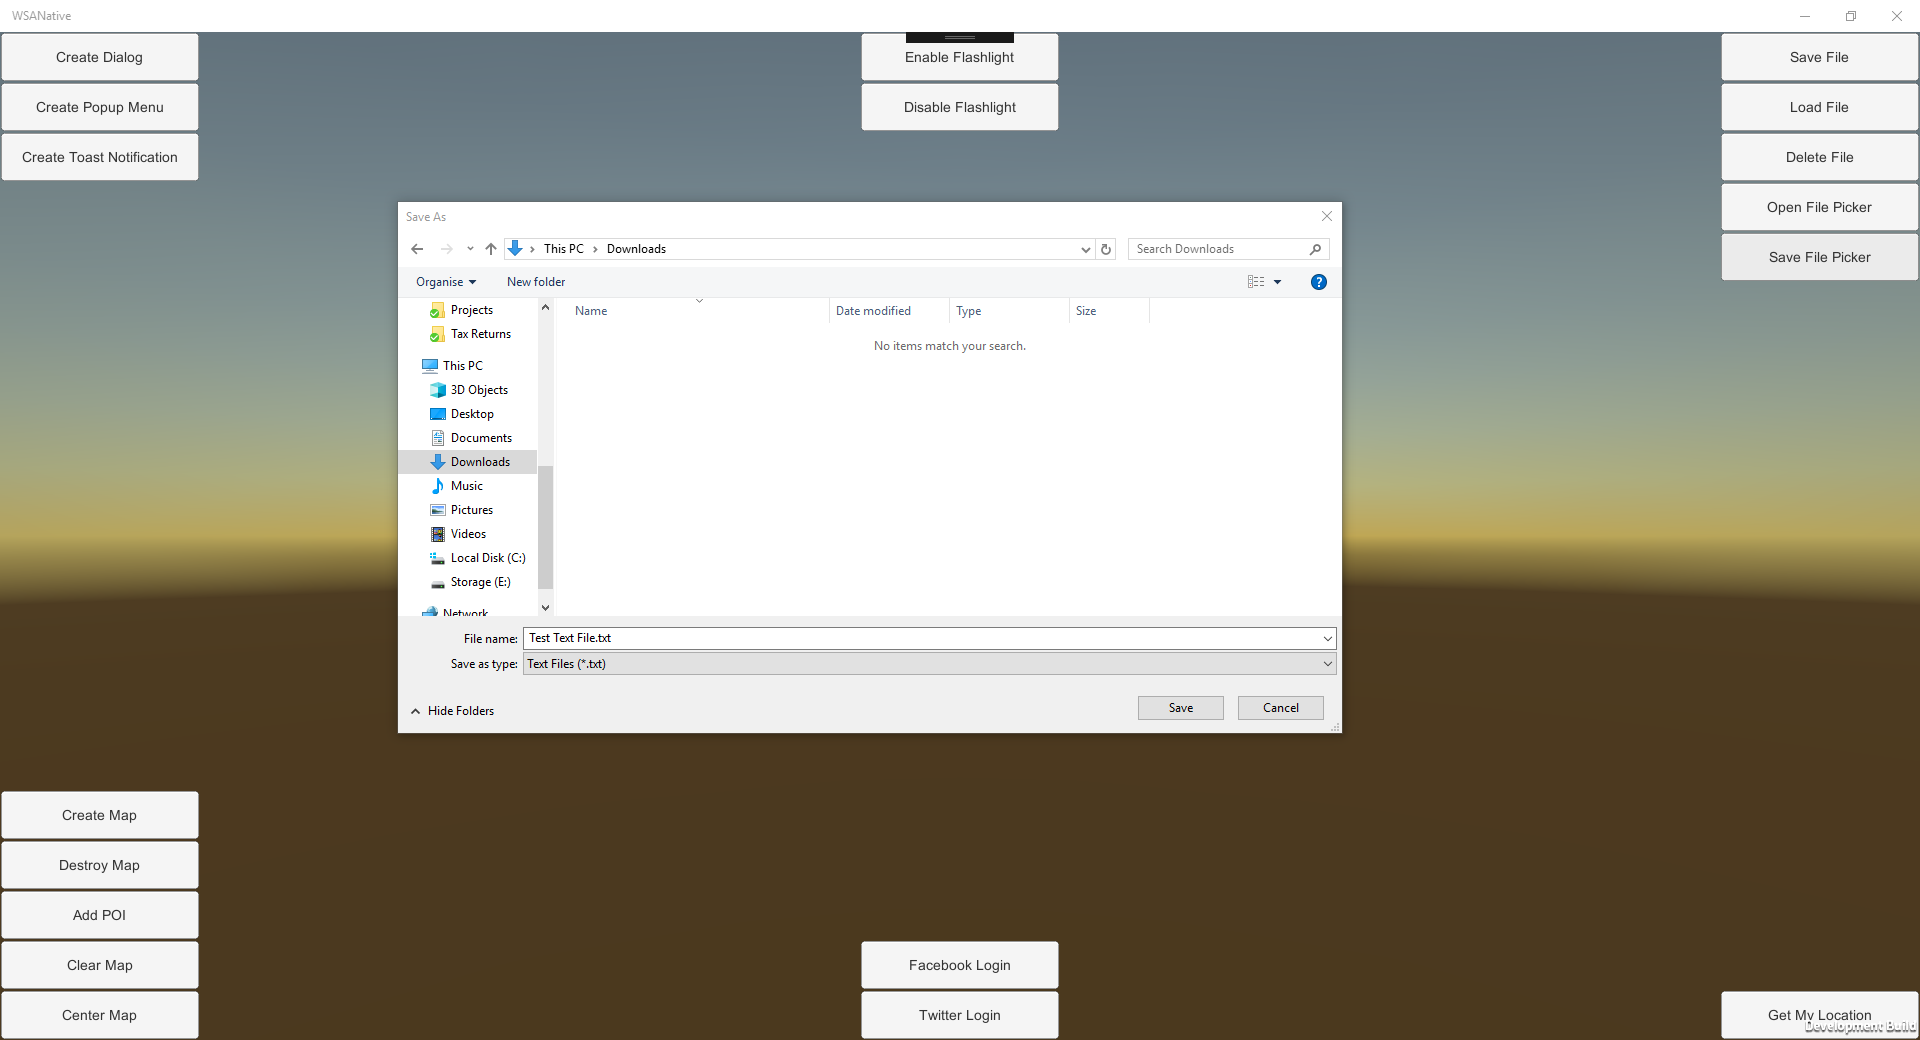 WSANative
Create Dialog
Create Popup Menu
Create Toast Notification
Enable Flashlight
Disable Flashlight
Save File
Load File
Delete File
Open File Picker
Save File Picker
Save As
This PC > Downloads
Search Downloads
Organise
New folder
?
Projects
Tax Returns
This PC
3D Objects
Desktop
Documents
Downloads
Music
Pictures
Videos
Local Disk (C:)
Storage (E:)
Network
Name
Date modified
Type
Size
No items match your search.
File name: Test Text File.txt
Save as type: Text Files (*.txt)
Hide Folders
Save
Cancel
Create Map
Destroy Map
Add POI
Clear Map
Center Map
Facebook Login
Twitter Login
Get My Location
Development Build